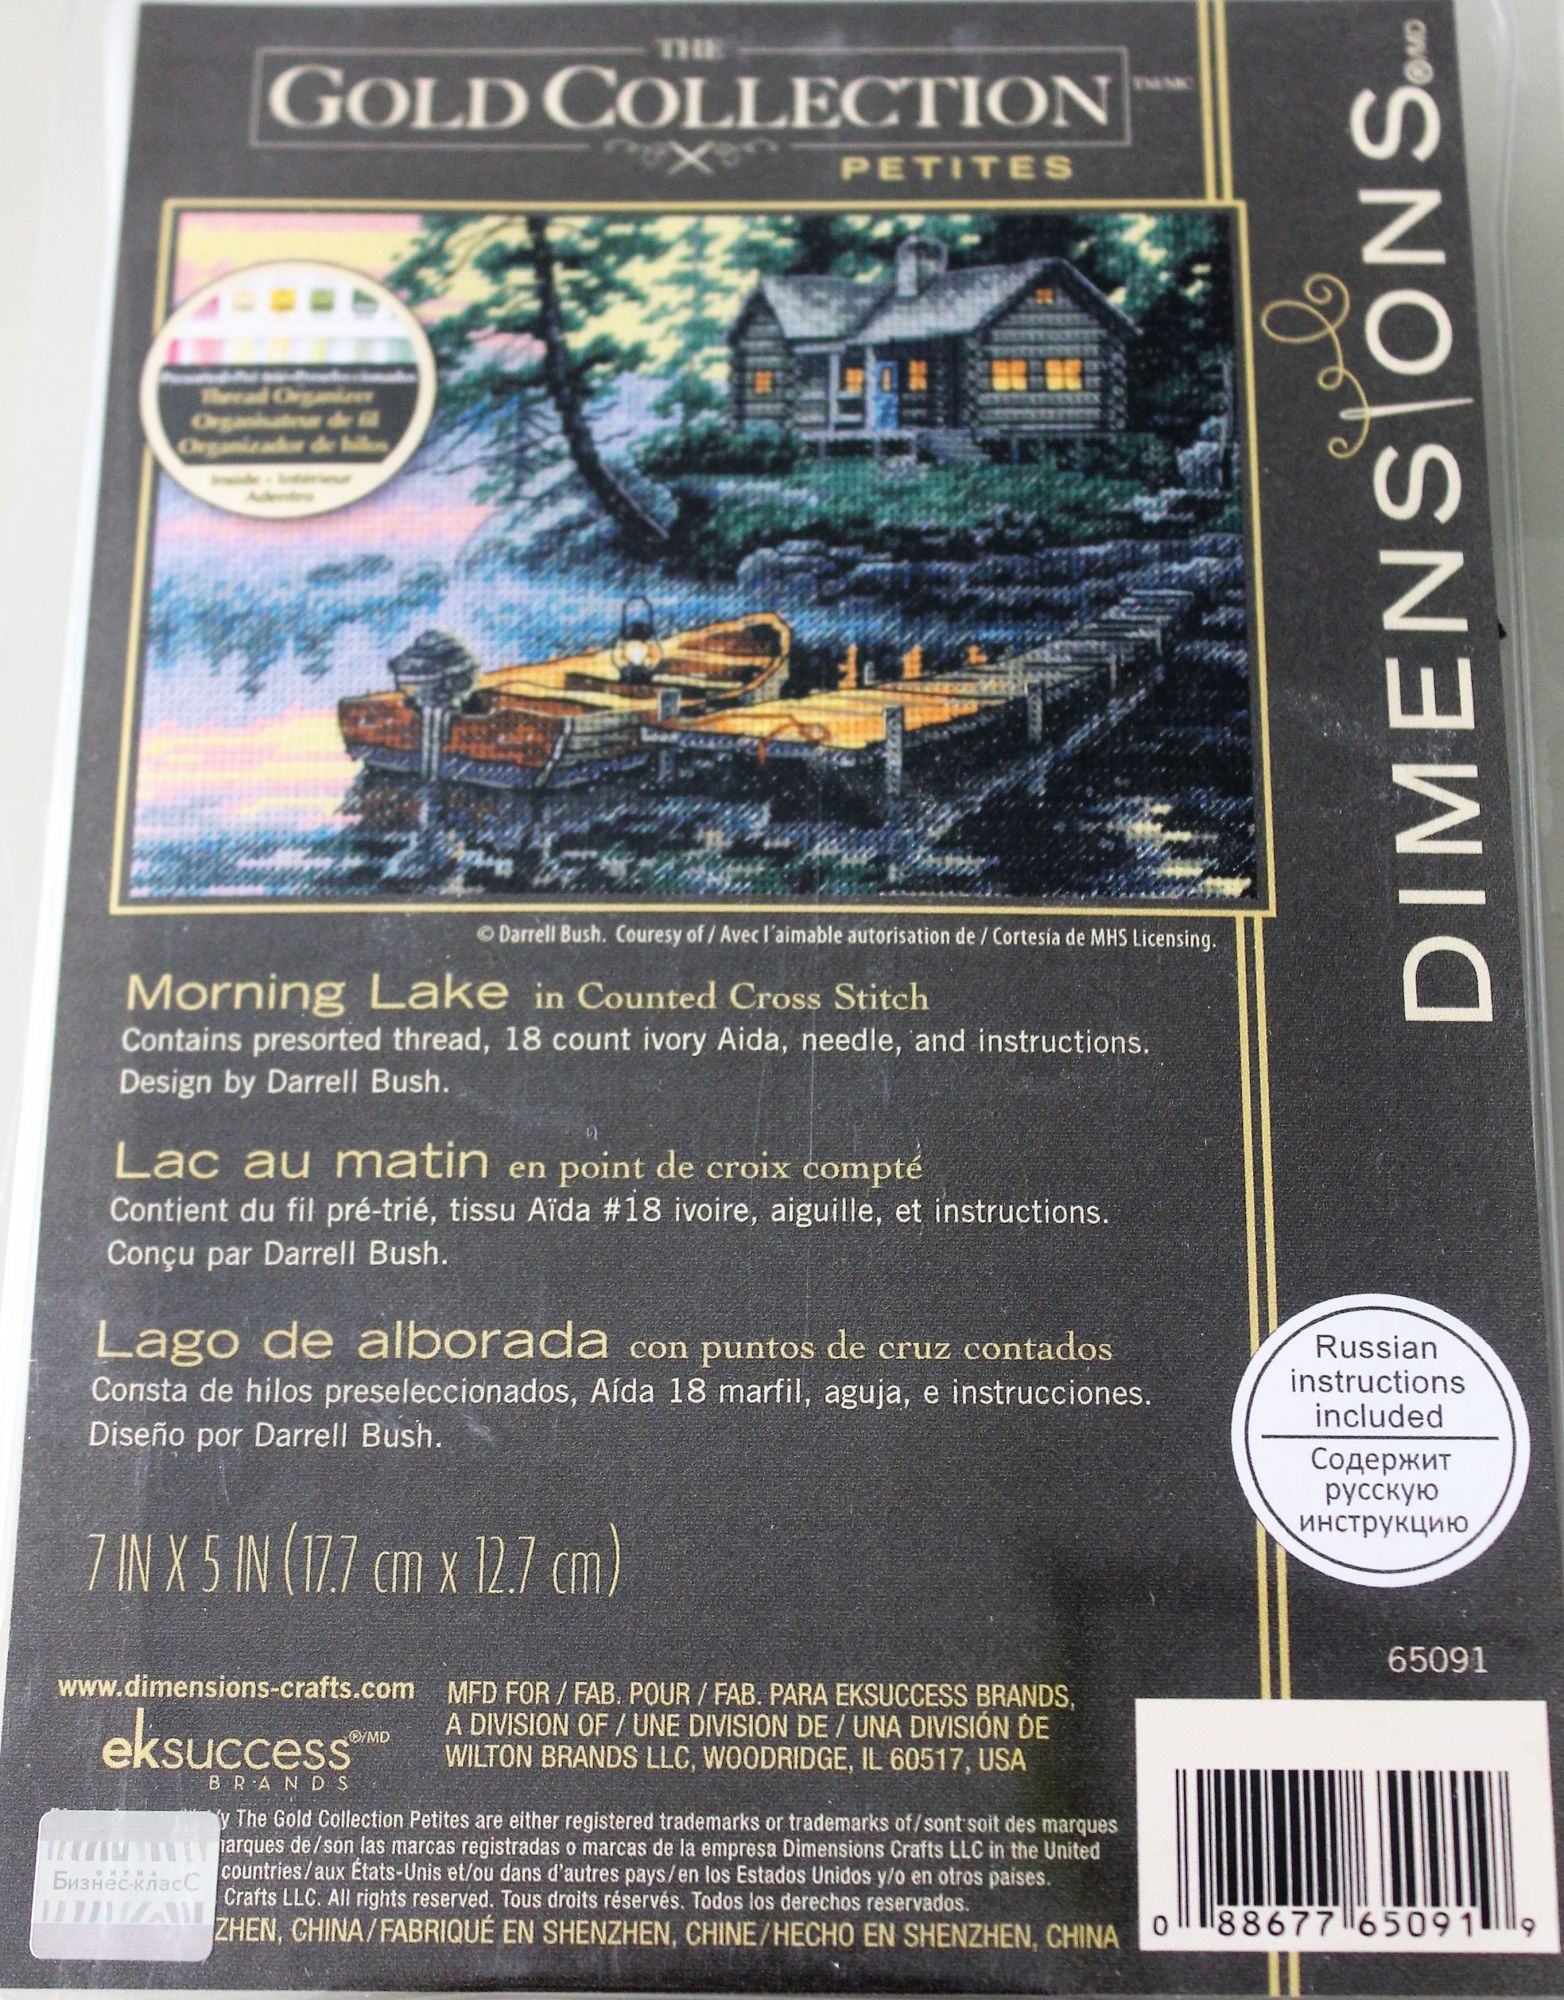 THE
GOLD COLLECTION
PETITES
DIMENSIONS®MD
Thread Organizer
Organisateur de fil
Organizador de hilos
Inside - Intérieur
Adentro
© Darrell Bush. Couresy of / Avec l'aimable autorisation de / Cortesía de MHS Licensing.
Morning Lake in Counted Cross Stitch
Contains presorted thread, 18 count ivory Aida, needle, and instructions.
Design by Darrell Bush.
Lac au matin en point de croix compté
Contient du fil pré-trié, tissu Aïda #18 ivoire, aiguille, et instructions.
Conçu par Darrell Bush.
Lago de alborada con puntos de cruz contados
Consta de hilos preseleccionados, Aída 18 marfil, aguja, e instrucciones.
Diseño por Darrell Bush.
Russian
instructions
included
Содержит
русскую
инструкцию
7 IN X 5 IN (17.7 cm x 12.7 cm)
65091
www.dimensions-crafts.com
eksuccess®/MD
BRANDS
MFD FOR / FAB. POUR / FAB. PARA EKSUCCESS BRANDS,
A DIVISION OF / UNE DIVISION DE / UNA DIVISIÓN DE
WILTON BRANDS LLC, WOODRIDGE, IL 60517, USA
y The Gold Collection Petites are either registered trademarks or trademarks of/sont soit des marques
marques de/son las marcas registradas o marcas de la empresa Dimensions Crafts LLC in the United
countries/aux États-Unis et/ou dans d'autres pays/en los Estados Unidos y/o en otros países.
Crafts LLC. All rights reserved. Tous droits réservés. Todos los derechos reservados.
ZHEN, CHINA/FABRIQUÉ EN SHENZHEN, CHINE/HECHO EN SHENZHEN, CHINA
ФИРМА
Бизнес-класС
0 88677 65091 9